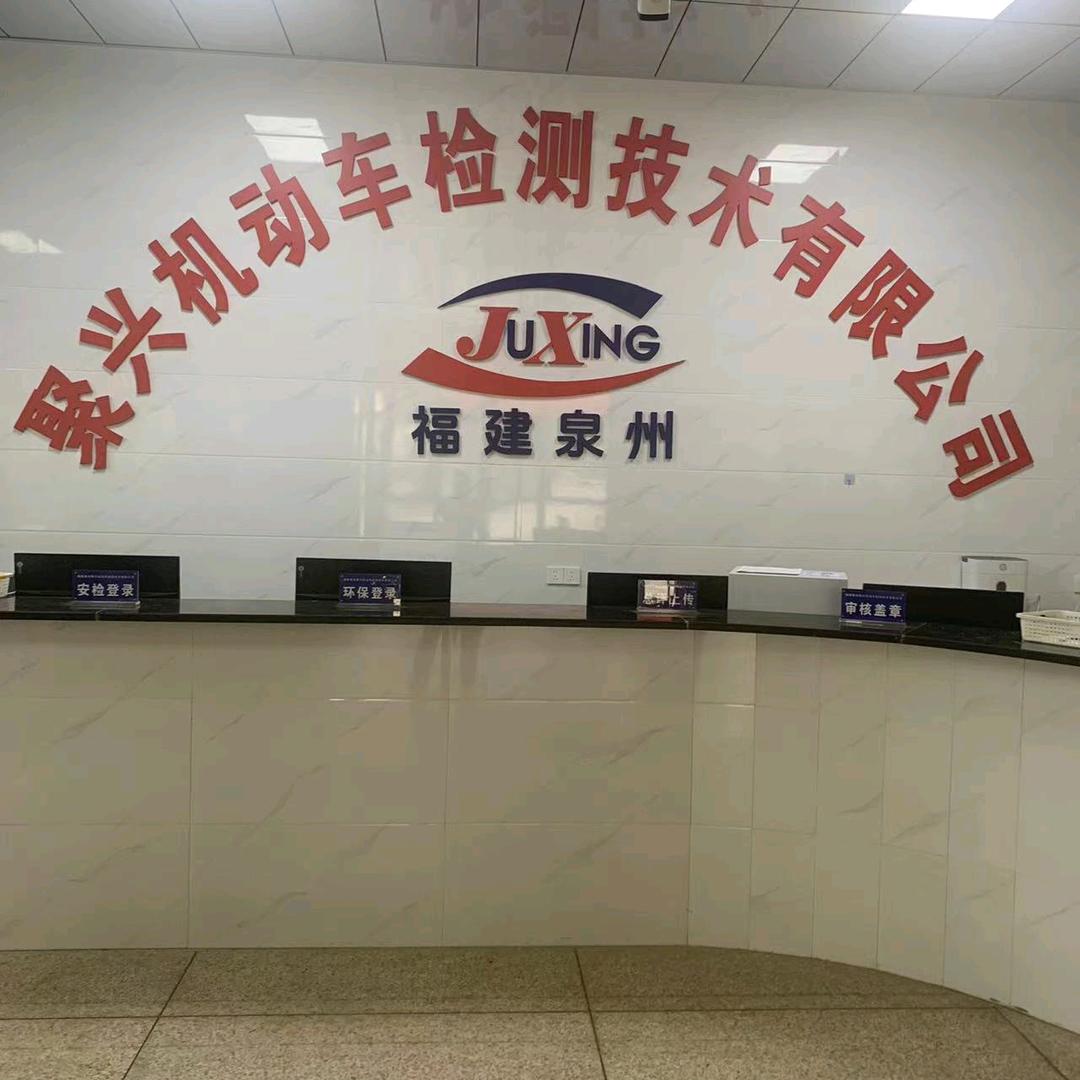 聚兴机动车检测技术有限公司
JUXING
福建泉州
安检登录
环保登录
上传
审核盖章